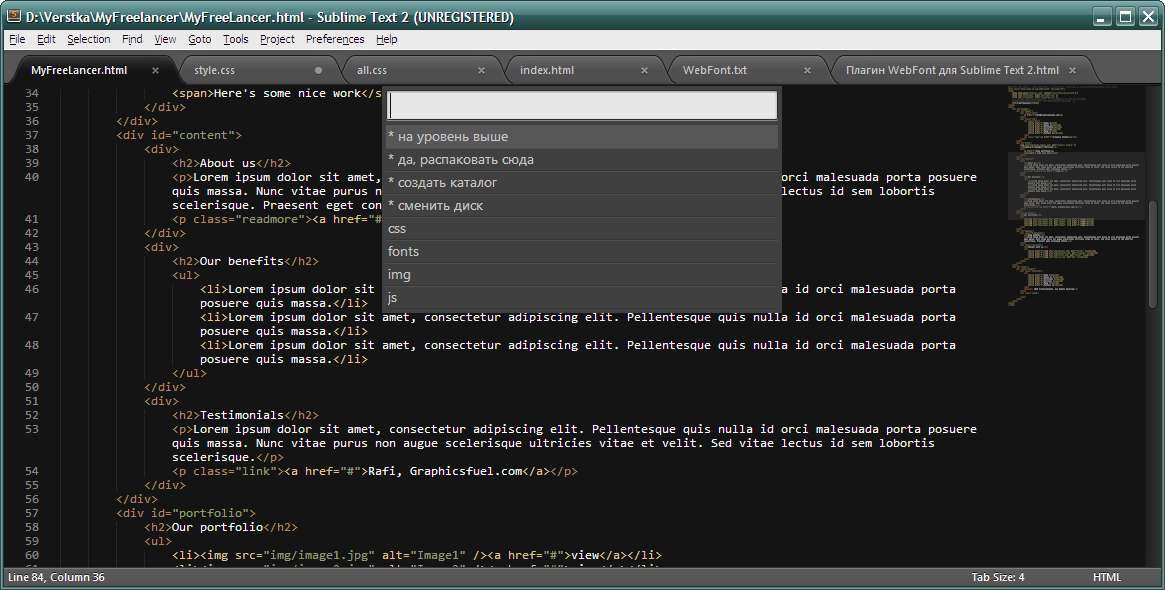 D:\Verstka\MyFreelancer\MyFreeLancer.html - Sublime Text 2 (UNREGISTERED)
File Edit Selection Find View Goto Tools Project Preferences Help
MyFreeLancer.html × style.css all.css × index.html × WebFont.txt × Плагин WebFont для Sublime Text 2.html ×
34 <span>Here's some nice work</s
35 </div>
36 </div>
37 <div id="content">
38 <div>
39 <h2>About us</h2>
40 <p>Lorem ipsum dolor sit amet, id orci malesuada porta posuere
quis massa. Nunc vitae purus n lectus id sem lobortis
scelerisque. Praesent eget con
41 <p class="readmore"><a href="#
* на уровень выше
* да, распаковать сюда
* создать каталог
* сменить диск
css
fonts
img
js
42 </div>
43 <div>
44 <h2>Our benefits</h2>
45 <ul>
46 <li>Lorem ipsum dolor sit a id orci malesuada porta
posuere quis massa.</li>
47 <li>Lorem ipsum dolor sit amet, consectetur adipiscing elit. Pellentesque quis nulla id orci malesuada porta
posuere quis massa.</li>
48 <li>Lorem ipsum dolor sit amet, consectetur adipiscing elit. Pellentesque quis nulla id orci malesuada porta
posuere quis massa.</li>
49 </ul>
50 </div>
51 <div>
52 <h2>Testimonials</h2>
53 <p>Lorem ipsum dolor sit amet, consectetur adipiscing elit. Pellentesque quis nulla id orci malesuada porta posuere
quis massa. Nunc vitae purus non augue scelerisque ultricies vitae et velit. Sed vitae lectus id sem lobortis
scelerisque.</p>
54 <p class="link"><a href="#">Rafi, Graphicsfuel.com</a></p>
55 </div>
56 </div>
57 <div id="portfolio">
58 <h2>Our portfolio</h2>
59 <ul>
60 <li><img src="img/image1.jpg" alt="Image1" /><a href="#">view</a></li>
Line 84, Column 36 Tab Size: 4 HTML